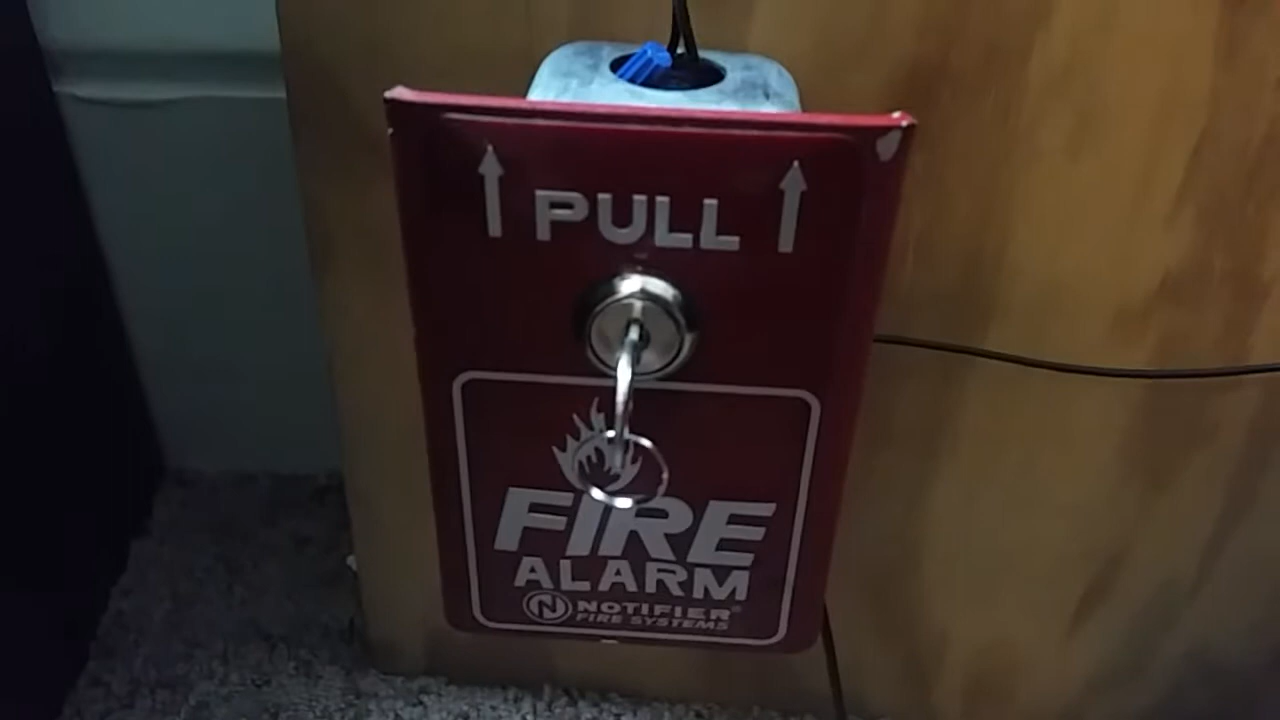 PULL
FIRE
ALARM
N NOTIFIER®
FIRE SYSTEMS